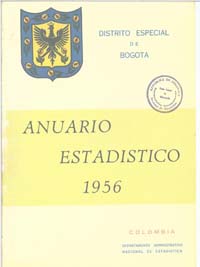 DISTRITO ESPECIAL
DE
BOGOTA
ANUARIO
ESTADISTICO
1956
COLOMBIA
DEPARTAMENTO ADMINISTRATIVO
NACIONAL DE ESTADISTICA